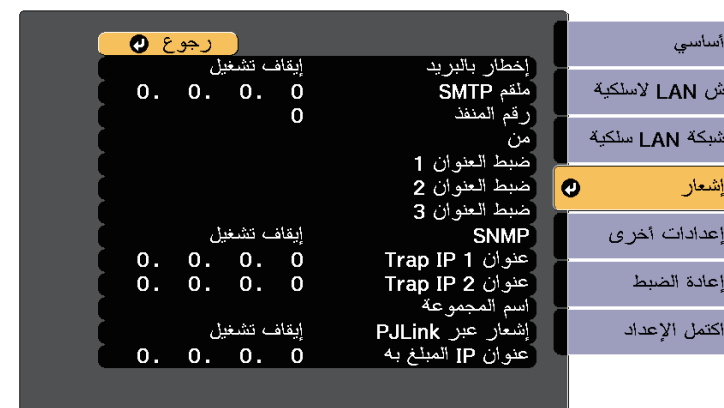 رجوع
إخطار بالبريد إيقاف تشغيل
ملقم SMTP 0. 0. 0. 0
رقم المنفذ 0
من
ضبط العنوان 1
ضبط العنوان 2
ضبط العنوان 3
SNMP إيقاف تشغيل
عنوان Trap IP 1 0. 0. 0. 0
عنوان Trap IP 2 0. 0. 0. 0
اسم المجموعة
إشعار عبر PJLink إيقاف تشغيل
عنوان IP المبلغ به 0. 0. 0. 0
أساسي
ش LAN لاسلكية
شبكة LAN سلكية
إشعار
إعدادات أخرى
إعادة الضبط
اكتمل الإعداد